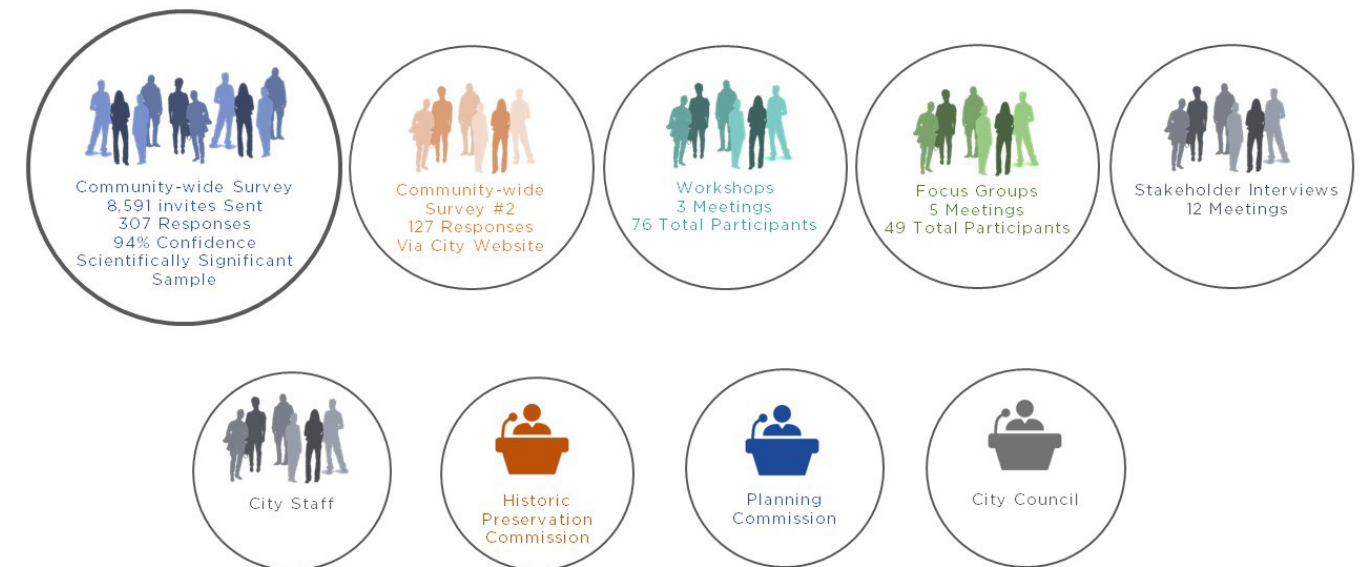 Community-wide Survey
8,591 invites Sent
307 Responses
94% Confidence
Scientifically Significant
Sample
Community-wide
Survey #2
127 Responses
Via City Website
Workshops
3 Meetings
76 Total Participants
Focus Groups
5 Meetings
49 Total Participants
Stakeholder Interviews
12 Meetings
City Staff
Historic
Preservation
Commission
Planning
Commission
City Council